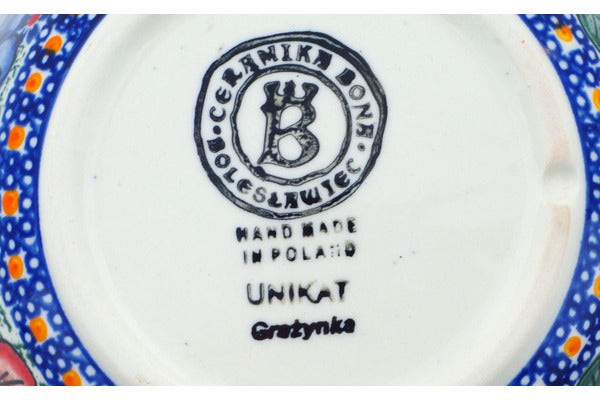 CERAMIKA BONA
B
BOLESŁAWIEC
HAND MADE
IN POLAND
UNIKAT
Grażynka